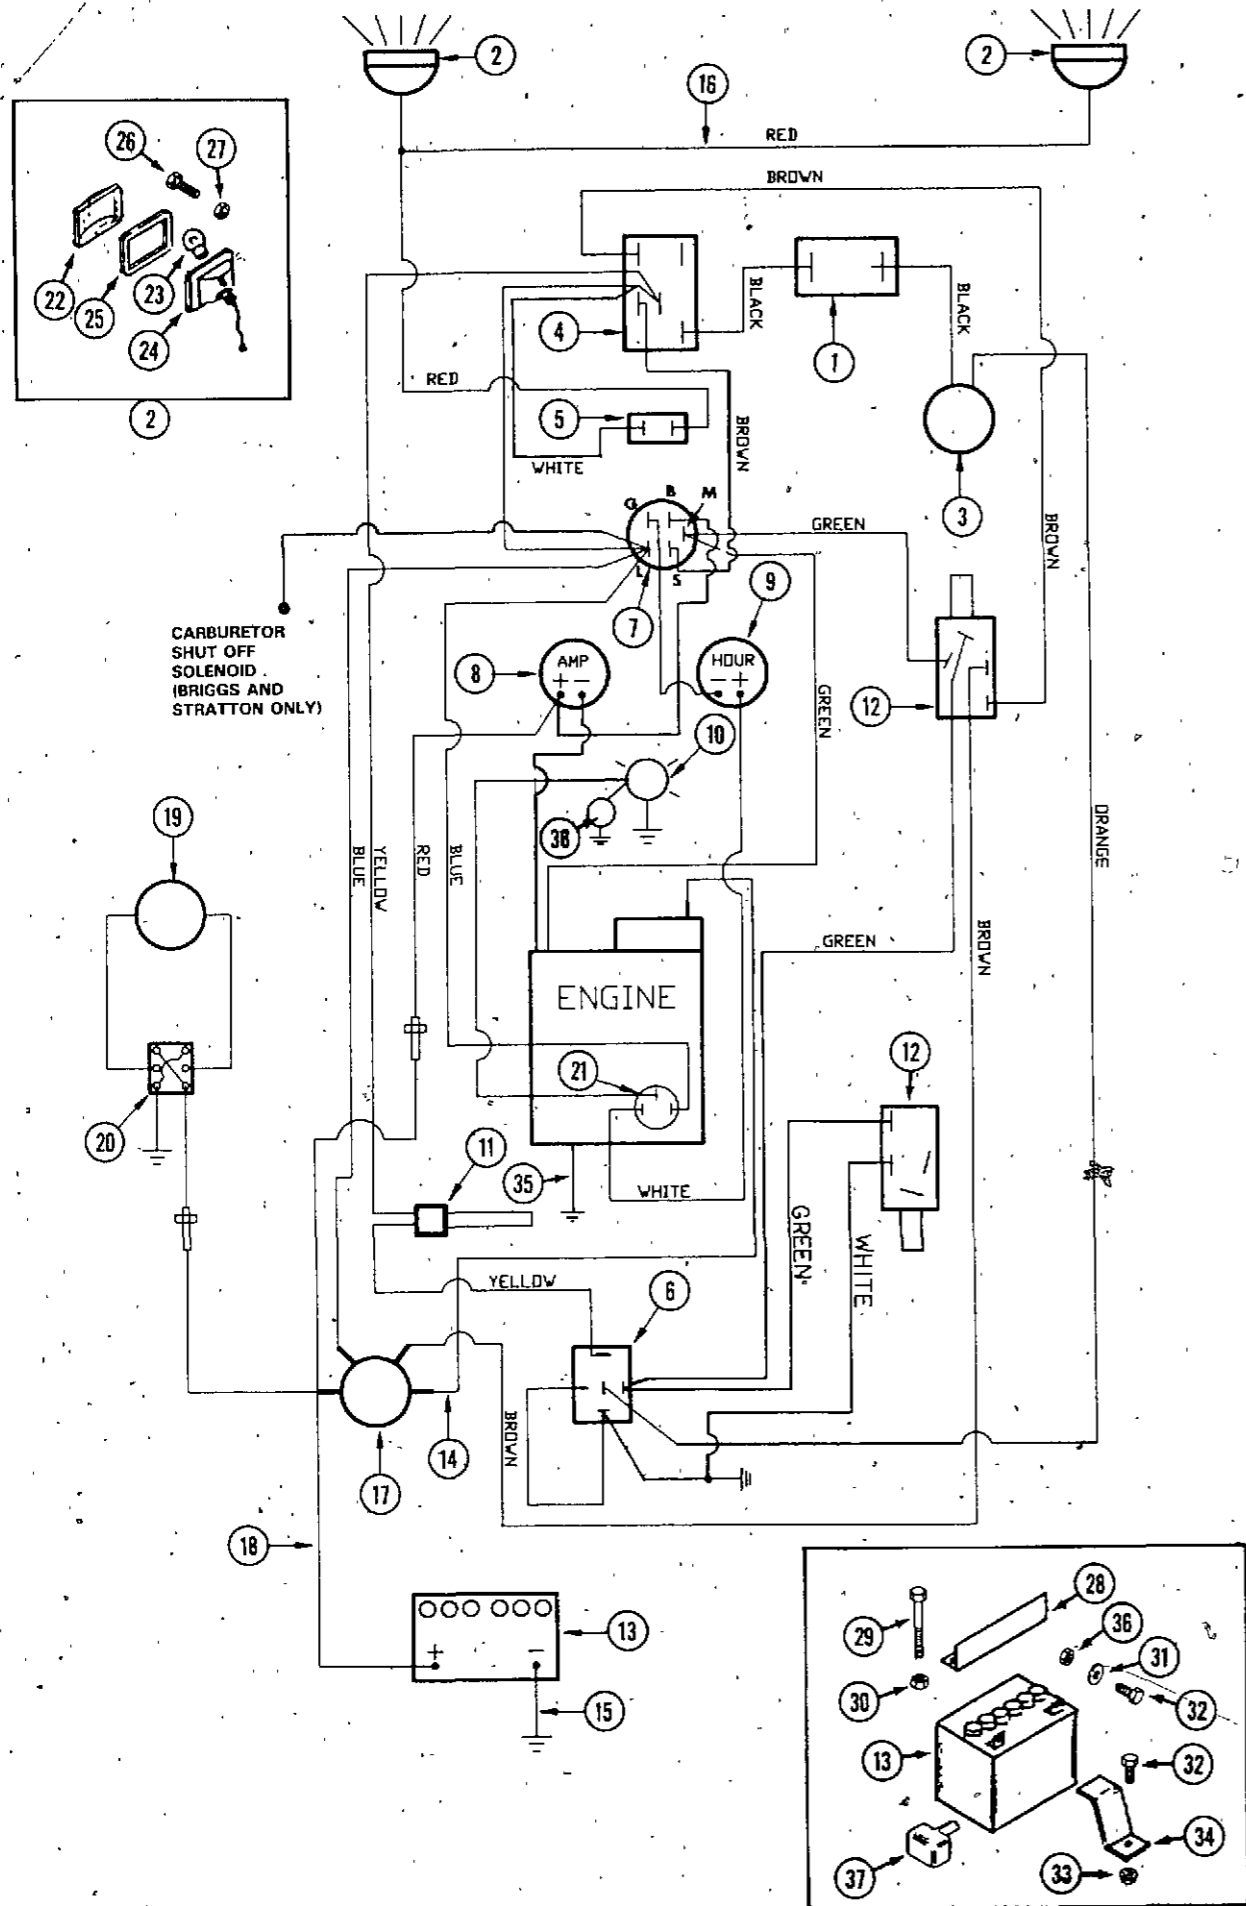 2
2
16
RED
26
27
BROWN
22
25
23
24
2
4
BLACK
1
BLACK
RED
5
WHITE
BROWN
3
G
B
M
L
S
7
GREEN
BROWN
9
CARBURETOR
SHUT OFF
SOLENOID
(BRIGGS AND
STRATTON ONLY)
8
AMP
+ -
HOUR
- +
GREEN
12
10
38
19
BLUE
YELLOW
RED
BLUE
ORANGE
GREEN
BROWN
ENGINE
21
12
20
11
35
WHITE
GREEN
WHITE
YELLOW
6
BROWN
14
17
18
13
+ -
15
28
29
36
31
30
32
13
32
34
37
33